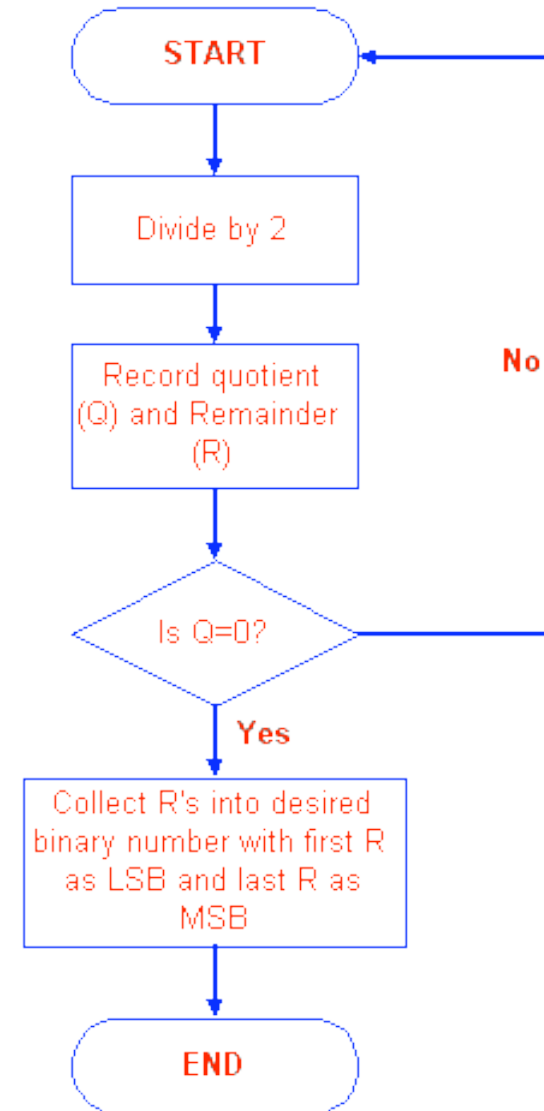 START
Divide by 2
Record quotient
(Q) and Remainder
(R)
No
Is Q=0?
Yes
Collect R's into desired
binary number with first R
as LSB and last R as
MSB
END